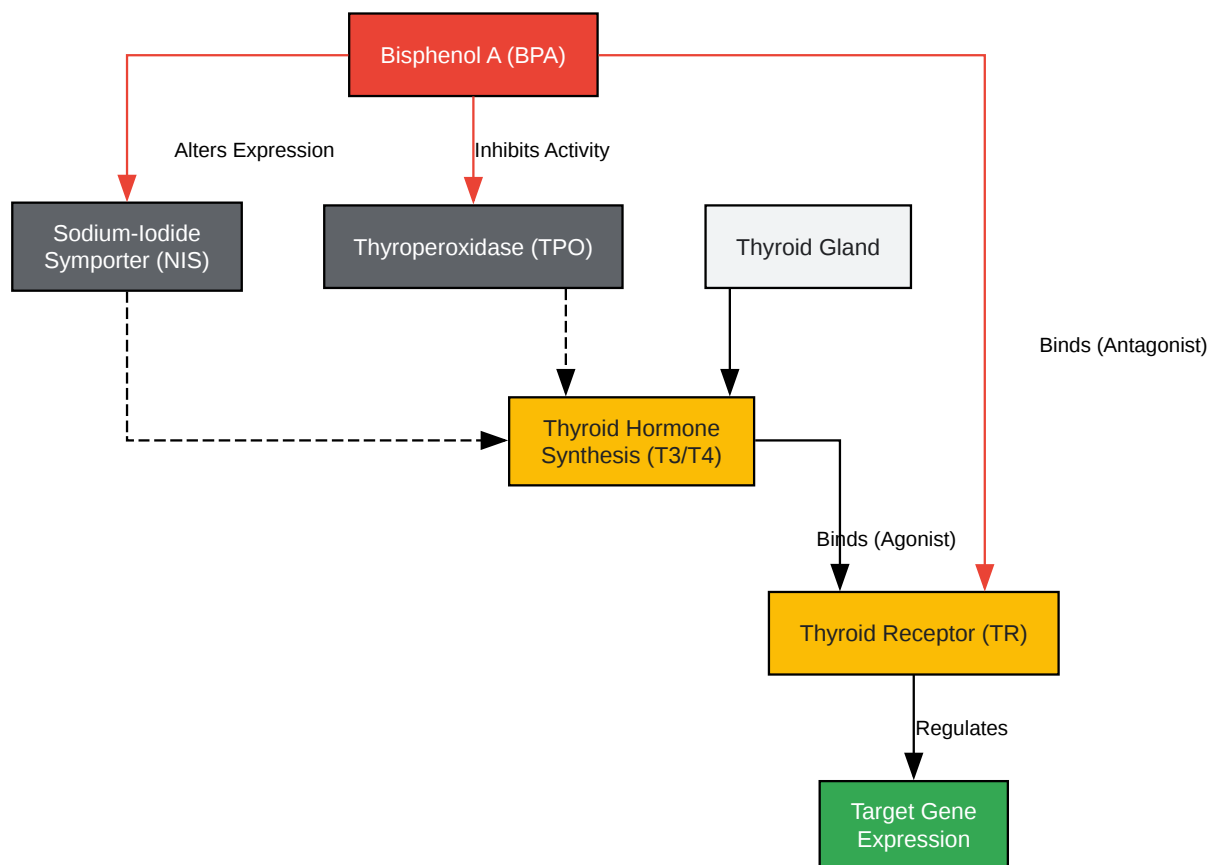 Bisphenol A (BPA)
Alters Expression
Inhibits Activity
Sodium-Iodide
Symporter (NIS)
Thyroperoxidase (TPO)
Thyroid Gland
Binds (Antagonist)
Thyroid Hormone
Synthesis (T3/T4)
Binds (Agonist)
Thyroid Receptor (TR)
Regulates
Target Gene
Expression